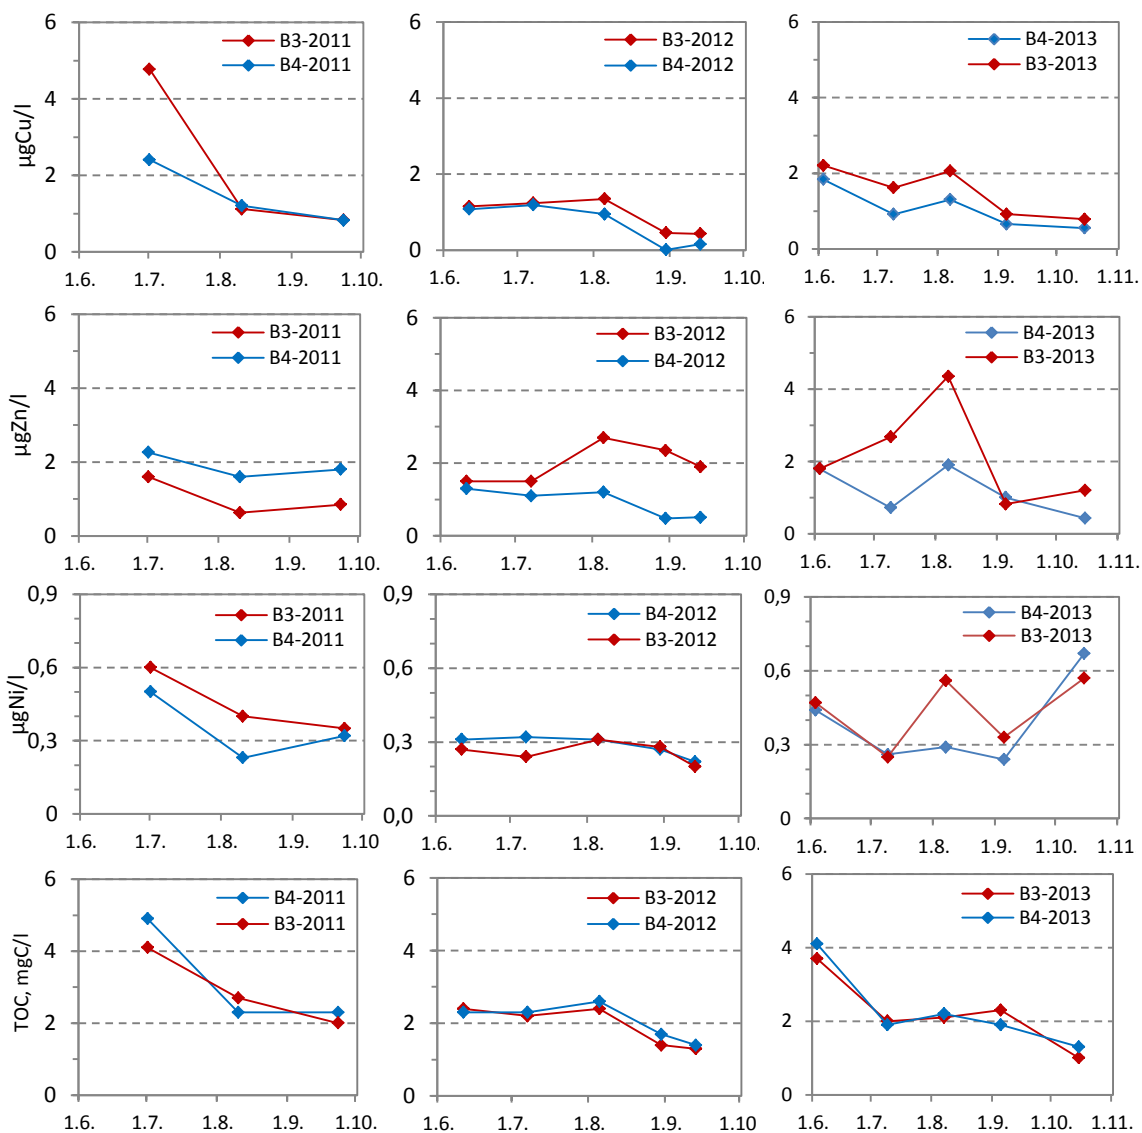 µgCu/l
6
4
2
0
B3-2011
B4-2011
1.6. 1.7. 1.8. 1.9. 1.10.
6
4
2
0
B3-2012
B4-2012
1.6. 1.7. 1.8. 1.9. 1.10.
6
4
2
0
B4-2013
B3-2013
1.6. 1.7. 1.8. 1.9. 1.10. 1.11.
µgZn/l
6
4
2
0
B3-2011
B4-2011
1.6. 1.7. 1.8. 1.9. 1.10.
6
4
2
0
B3-2012
B4-2012
1.6. 1.7. 1.8. 1.9. 1.10.
6
4
2
0
B4-2013
B3-2013
1.6. 1.7. 1.8. 1.9. 1.10. 1.11.
µgNi/l
0,9
0,6
0,3
0
B3-2011
B4-2011
1.6. 1.7. 1.8. 1.9. 1.10.
0,9
0,6
0,3
0,0
B4-2012
B3-2012
1.6. 1.7. 1.8. 1.9. 1.10.
0,9
0,6
0,3
0
B4-2013
B3-2013
1.6. 1.7. 1.8. 1.9. 1.10. 1.11
TOC, mgC/l
6
4
2
0
B4-2011
B3-2011
1.6. 1.7. 1.8. 1.9. 1.10
6
4
2
0
B3-2012
B4-2012
1.6. 1.7. 1.8. 1.9. 1.10
6
4
2
0
B3-2013
B4-2013
1.6. 1.7. 1.8. 1.9. 1.10. 1.11.